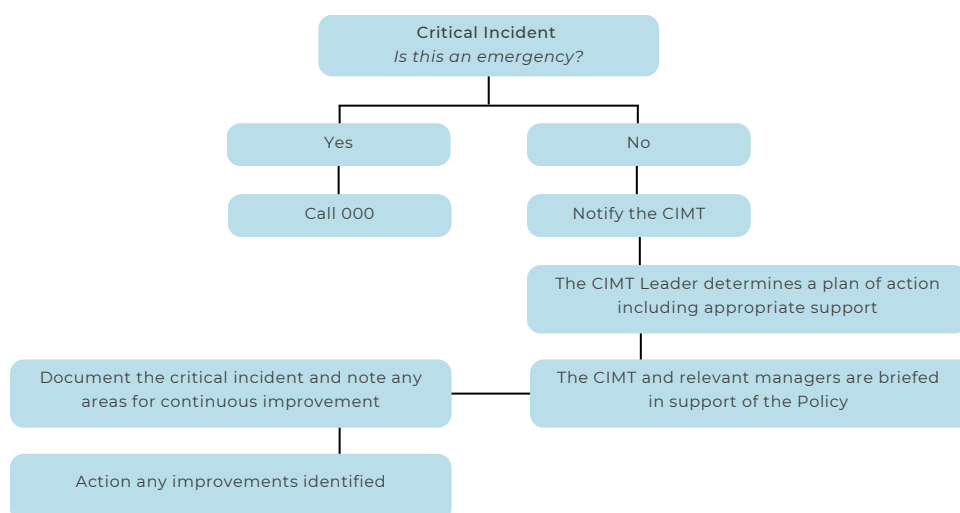 Critical Incident
Is this an emergency?
Yes
No
Call 000
Notify the CIMT
The CIMT Leader determines a plan of action
including appropriate support
Document the critical incident and note any
areas for continuous improvement
The CIMT and relevant managers are briefed
in support of the Policy
Action any improvements identified